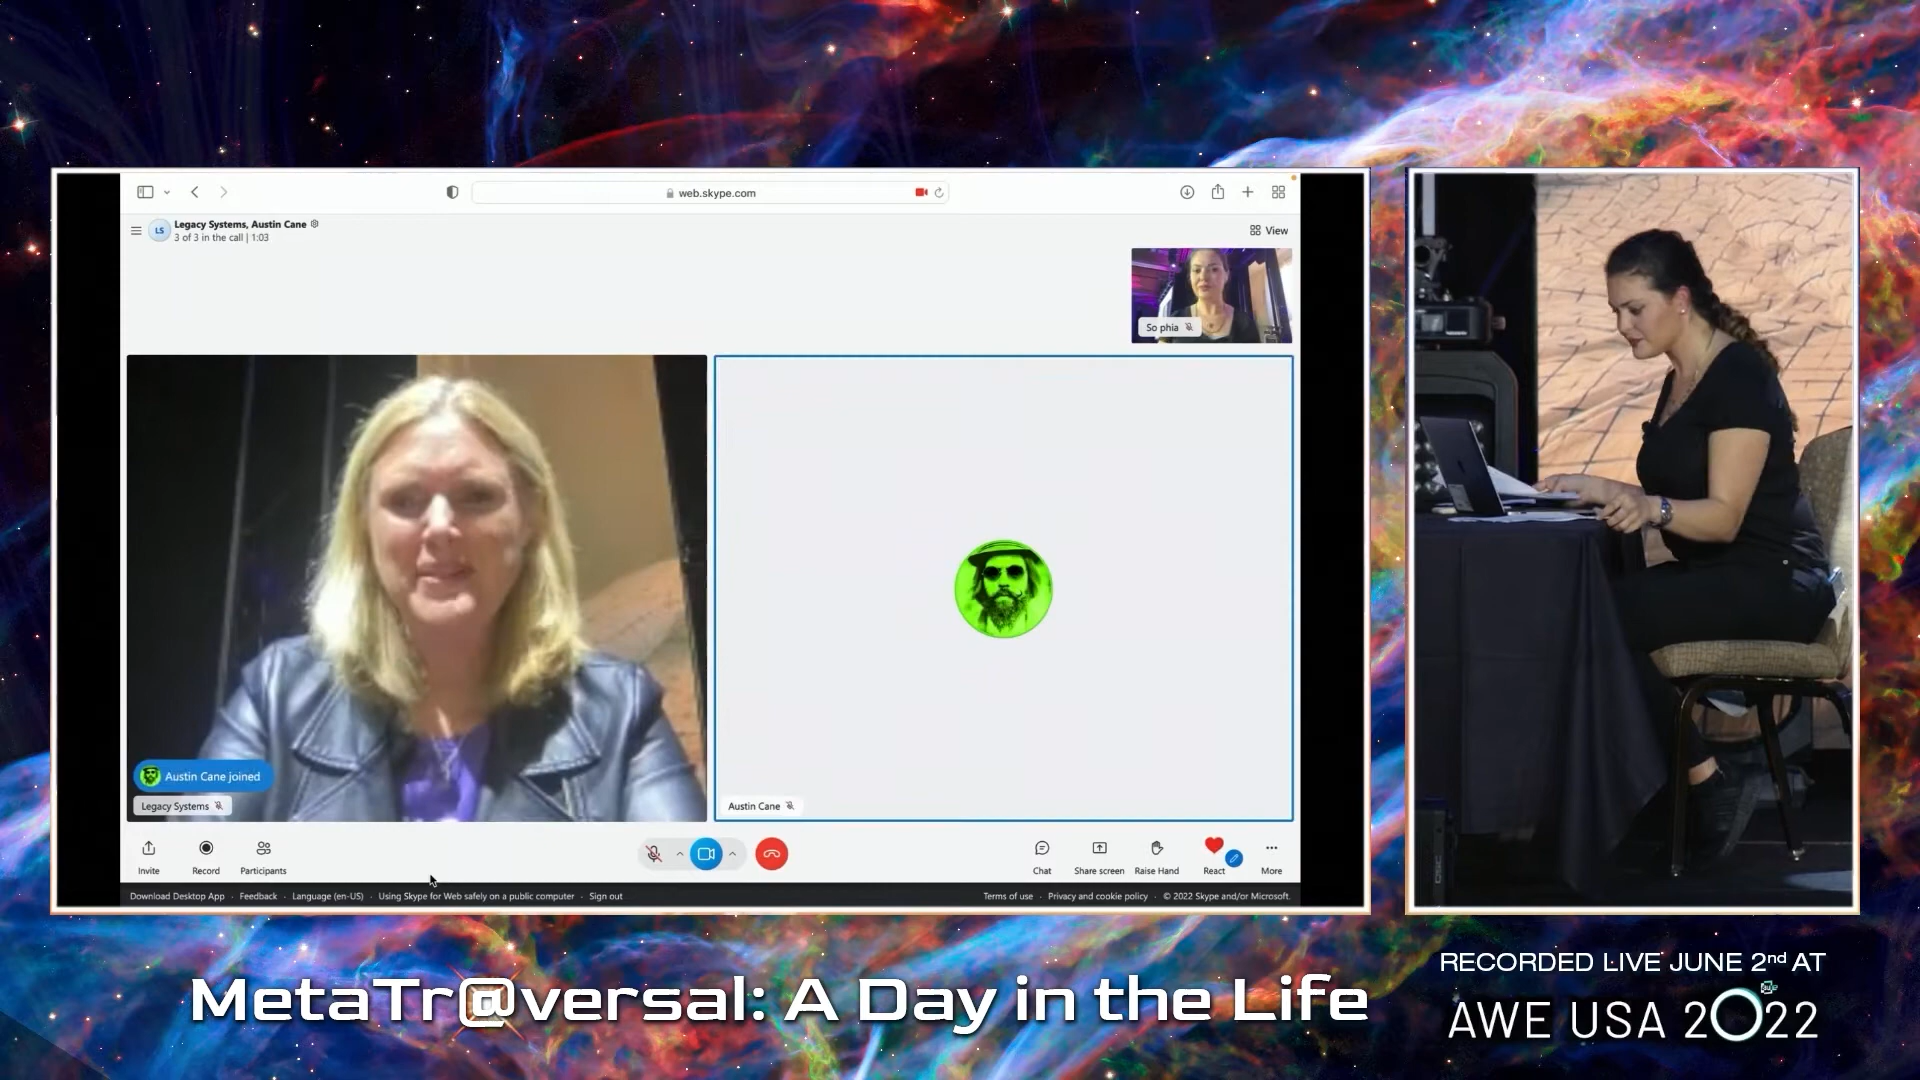 web.skype.com
LS
Legacy Systems, Austin Cane
3 of 3 in the call | 1:03
View
So phia
Austin Cane joined
Legacy Systems
Austin Cane
Invite
Record
Participants
Chat
Share screen
Raise Hand
React
More
Download Desktop App · Feedback · Language (en-US) · Using Skype for Web safely on a public computer · Sign out
Terms of use · Privacy and cookie policy · © 2022 Skype and/or Microsoft.
MetaTr@versal: A Day in the Life
RECORDED LIVE JUNE 2nd AT
AWE USA 2022